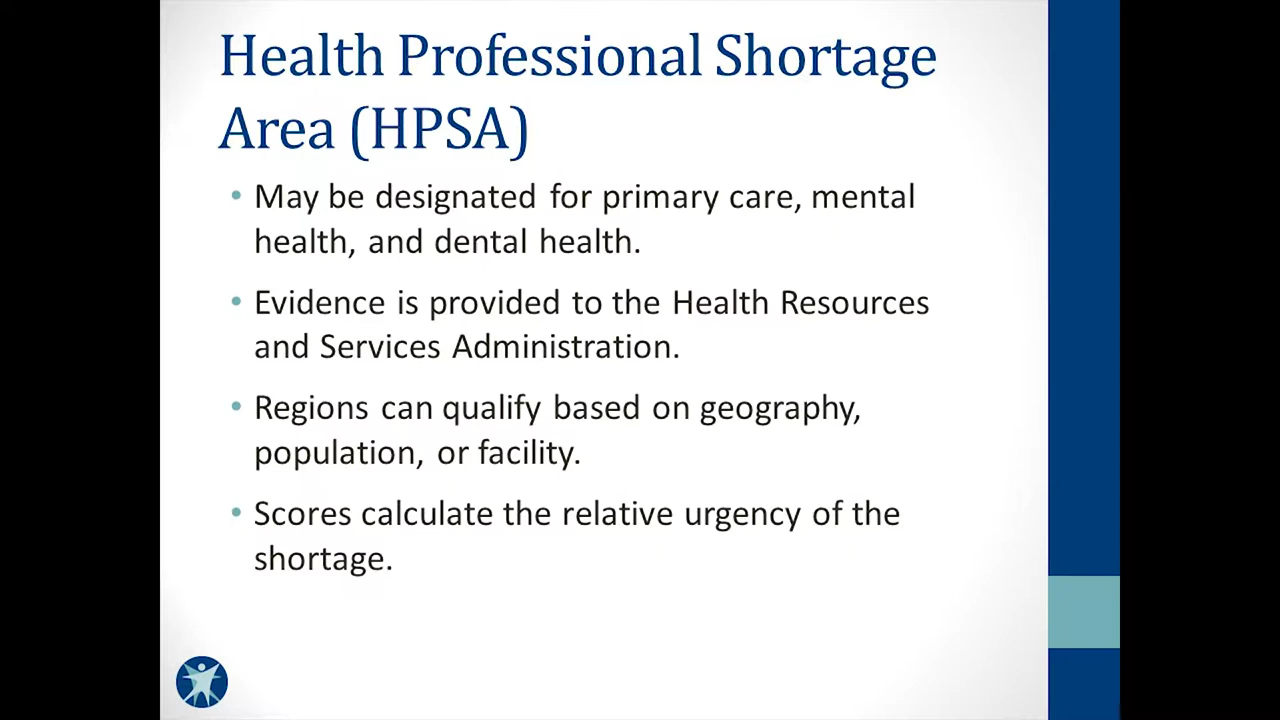 Health Professional Shortage
Area (HPSA)
• May be designated for primary care, mental
health, and dental health.
• Evidence is provided to the Health Resources
and Services Administration.
• Regions can qualify based on geography,
population, or facility.
• Scores calculate the relative urgency of the
shortage.